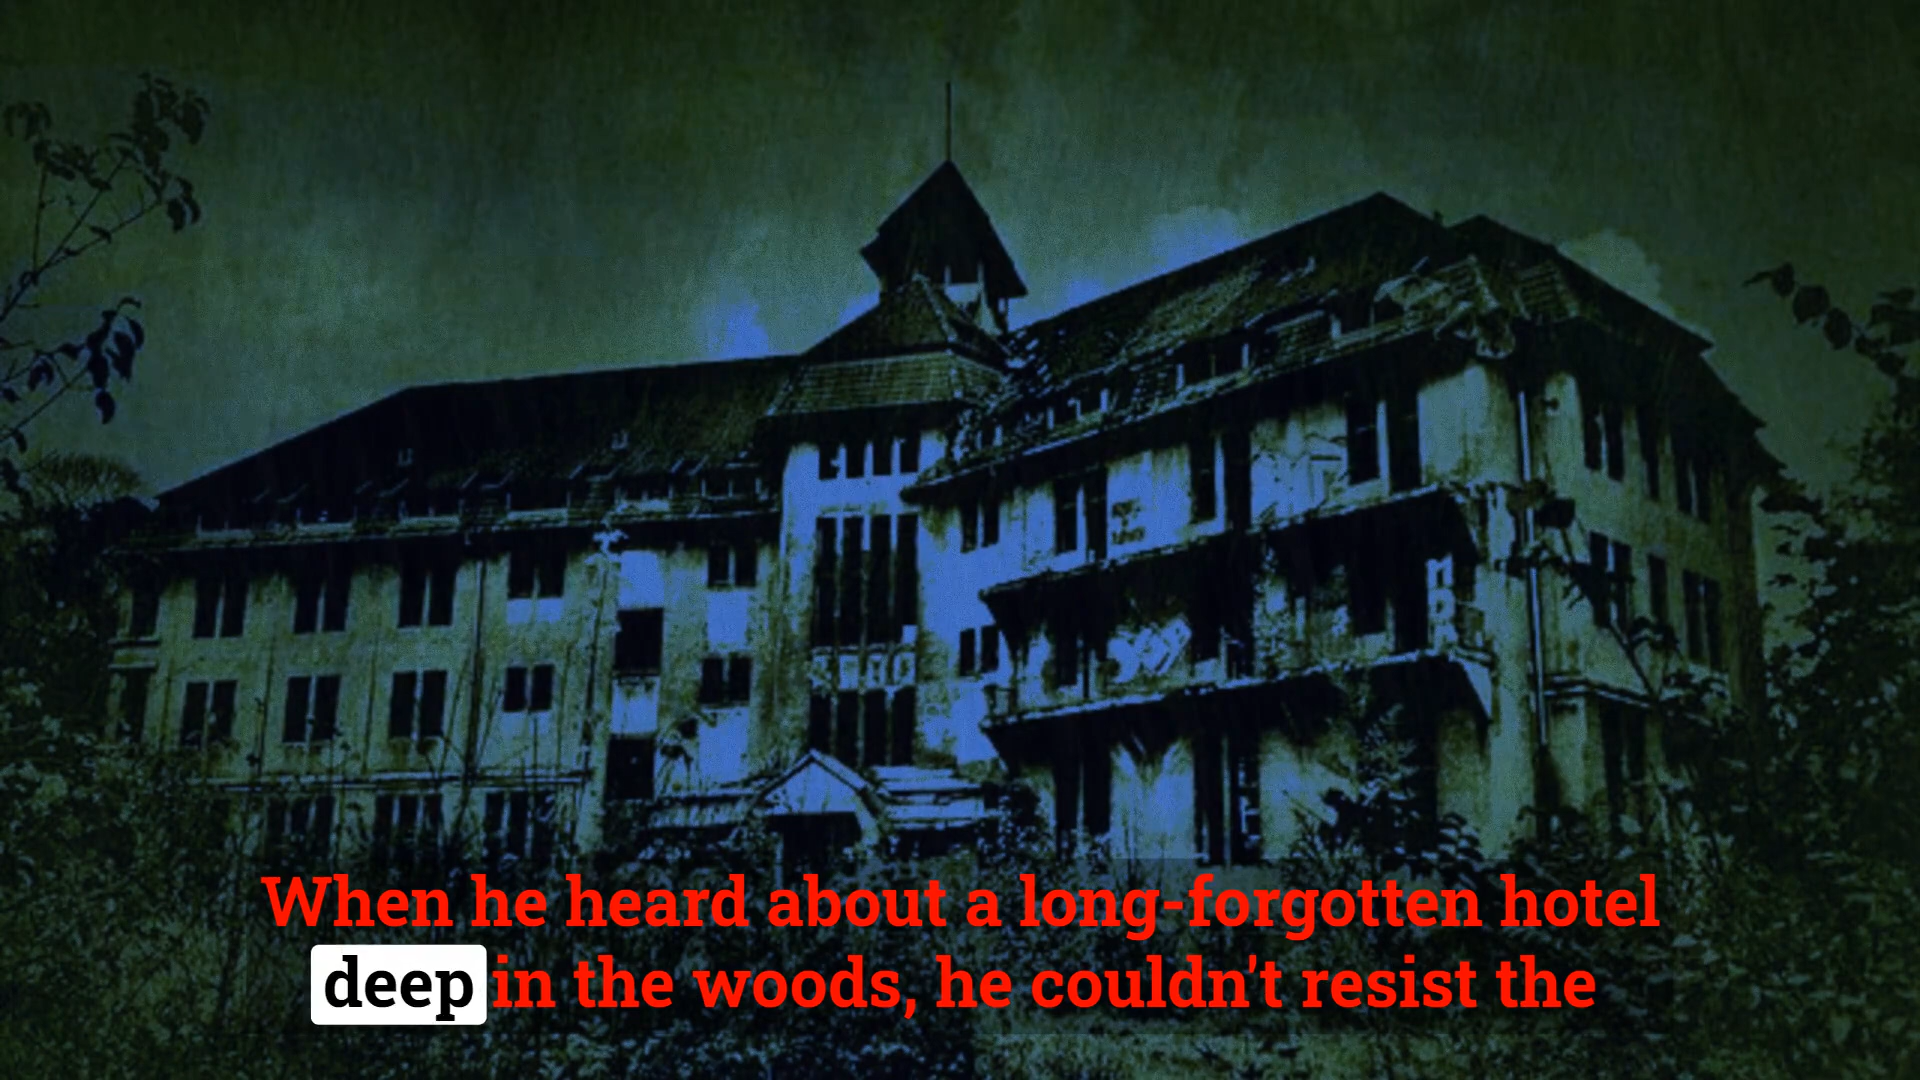 When he heard about a long-forgotten hotel
deep in the woods, he couldn't resist the